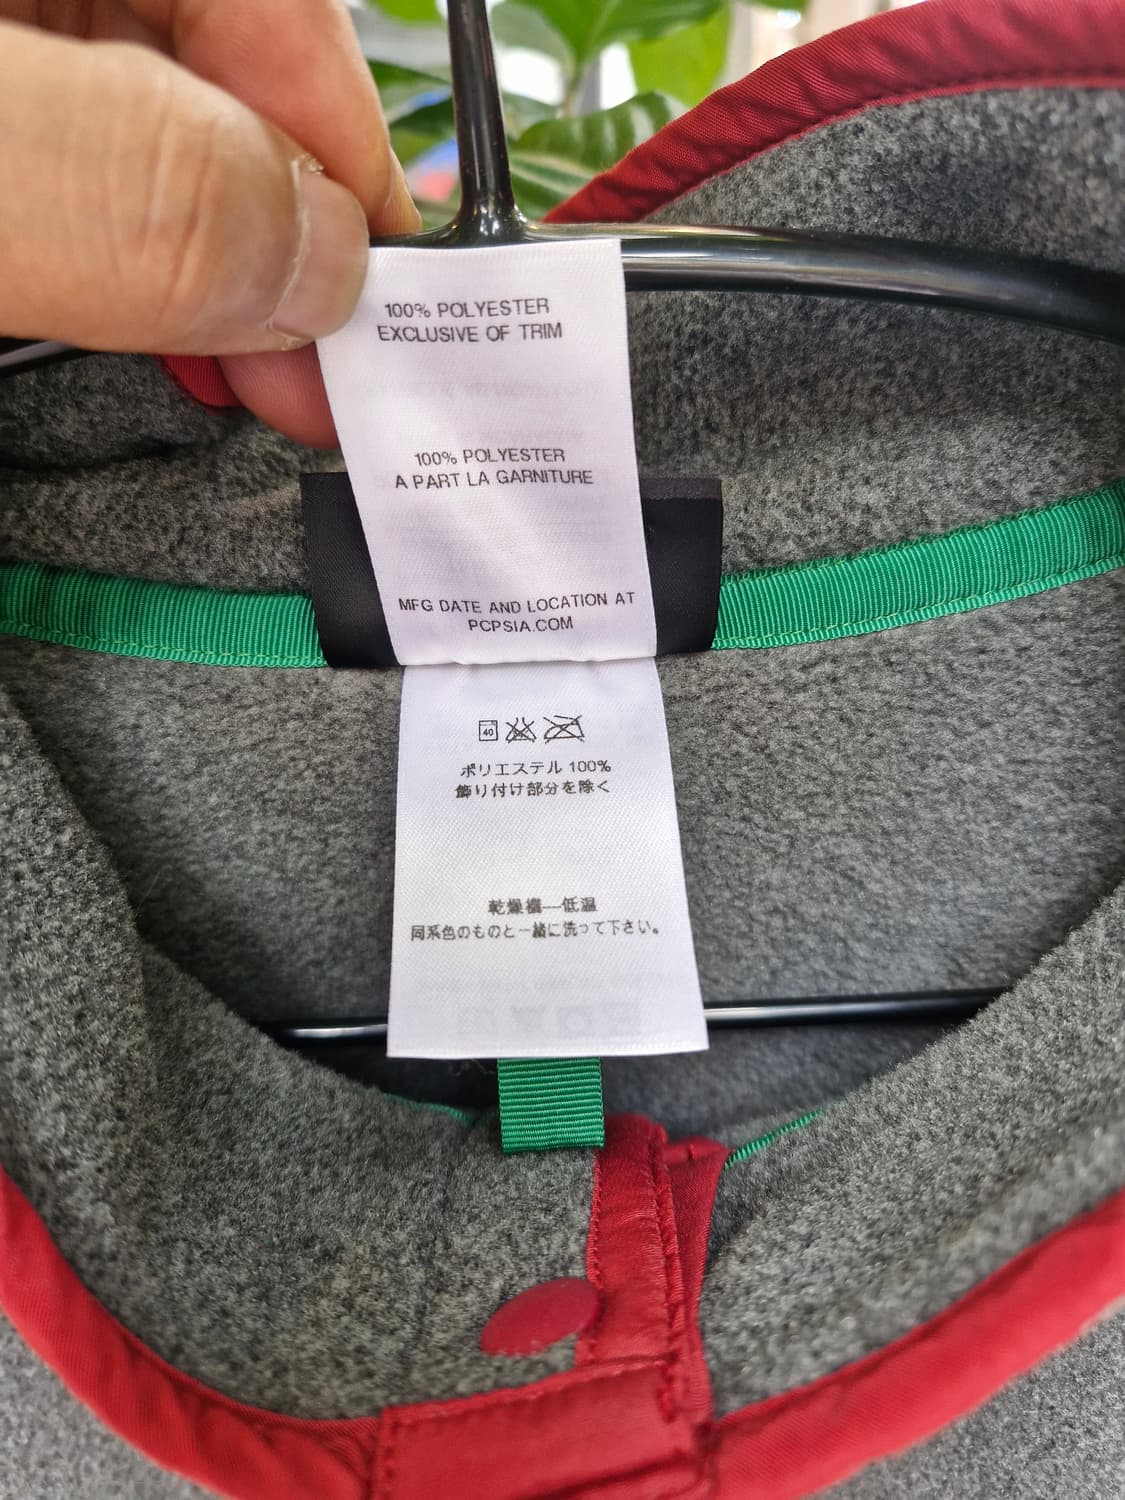 100% POLYESTER
EXCLUSIVE OF TRIM
100% POLYESTER
A PART LA GARNITURE
MFG DATE AND LOCATION AT
PCPSIA.COM
40
ポリエステル 100%
飾り付け部分を除く
乾燥機—低温
同系色のものと一緒に洗って下さい。